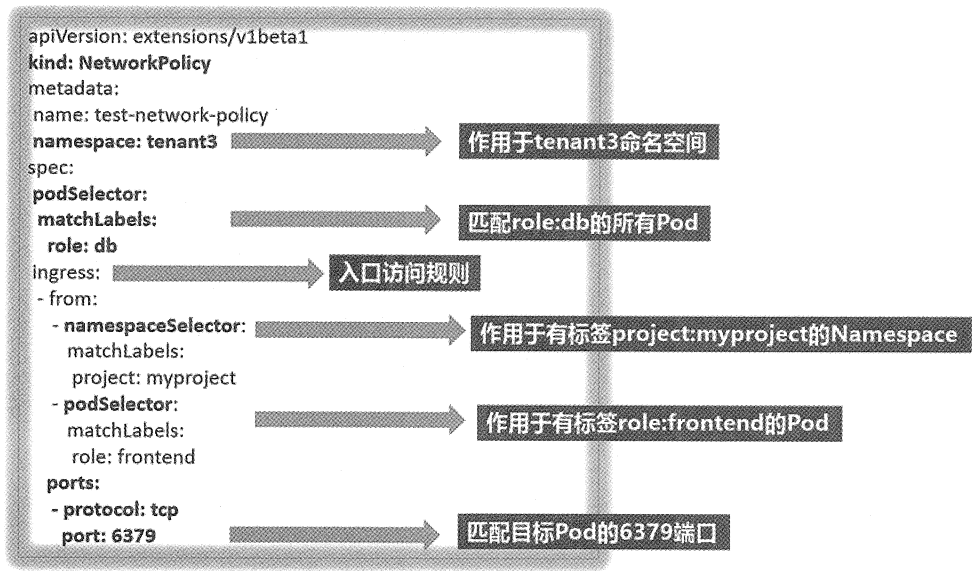 apiVersion: extensions/v1beta1
kind: NetworkPolicy
metadata:
name: test-network-policy
namespace: tenant3
作用于tenant3命名空间
spec:
podSelector:
matchLabels:
匹配role:db的所有Pod
role: db
ingress:
入口访问规则
- from:
- namespaceSelector:
作用于有标签project:myproject的Namespace
matchLabels:
project: myproject
- podSelector:
作用于有标签role:frontend的Pod
matchLabels:
role: frontend
ports:
- protocol: tcp
port: 6379
匹配目标Pod的6379端口